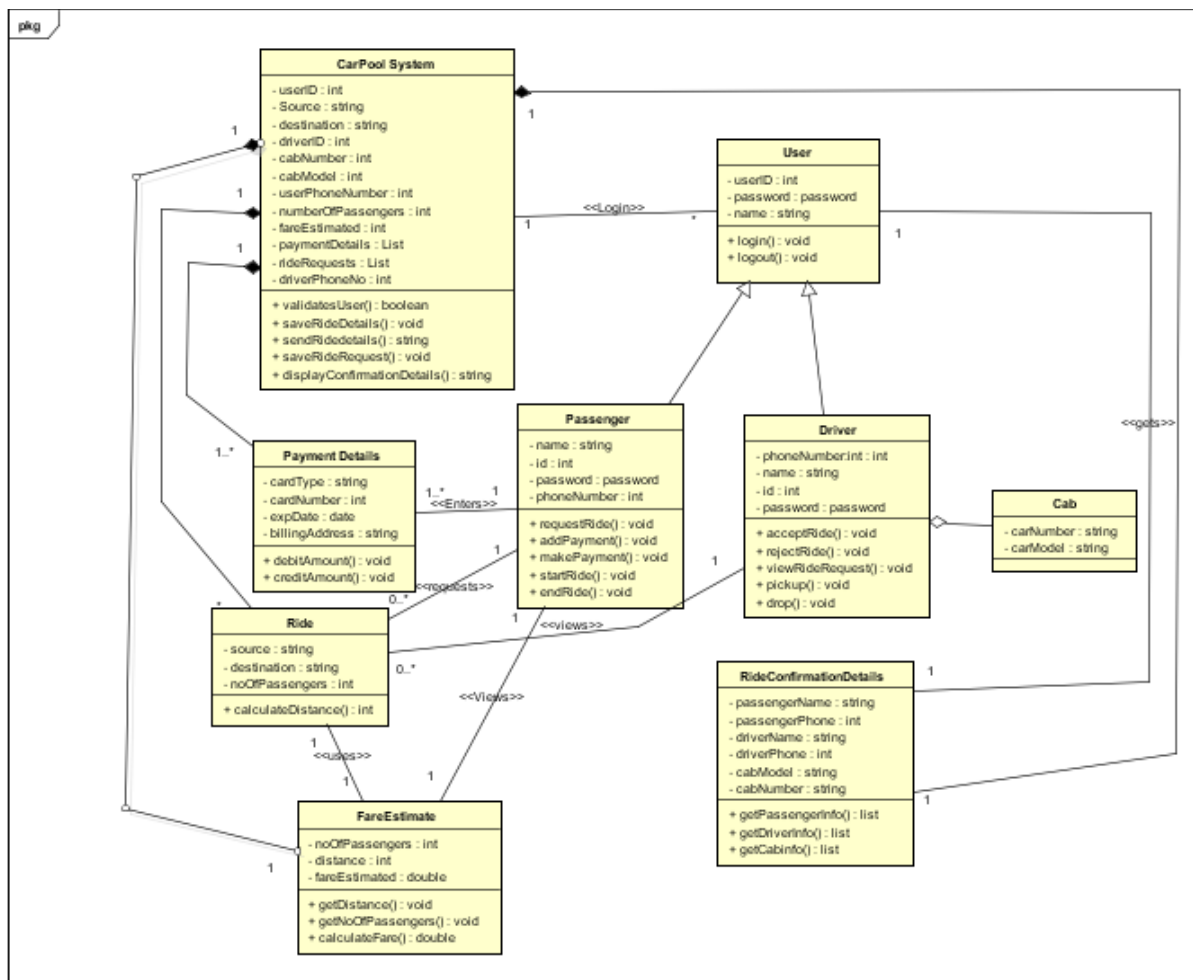 pkg
CarPool System
- userID : int
- Source : string
- destination : string
- driverID : int
- cabNumber : int
- cabModel : int
- userPhoneNumber : int
- numberOfPassengers : int
- fareEstimated : int
- paymentDetails : List
- rideRequests : List
- driverPhoneNo : int
+ validatesUser() : boolean
+ saveRideDetails() : void
+ sendRidedetails() : string
+ saveRideRequest() : void
+ displayConfirmationDetails() : string
1
1
1
1
1
<<Login>>
*
User
- userID : int
- password : password
- name : string
+ login() : void
+ logout() : void
1
<<gets>>
Passenger
- name : string
- id : int
- password : password
- phoneNumber : int
+ requestRide() : void
+ addPayment() : void
+ makePayment() : void
+ startRide() : void
+ endRide() : void
Driver
- phoneNumber:int : int
- name : string
- id : int
- password : password
+ acceptRide() : void
+ rejectRide() : void
+ viewRideRequest() : void
+ pickup() : void
+ drop() : void
Cab
- carNumber : string
- carModel : string
1..*
Payment Details
- cardType : string
- cardNumber : int
- expDate : date
- billingAddress : string
+ debitAmount() : void
+ creditAmount() : void
1..*
1
<<Enters>>
1
<<requests>>
0..*
*
Ride
- source : string
- destination : string
- noOfPassengers : int
+ calculateDistance() : int
1
<<views>>
0..*
1
<<Views>>
1
1
<<uses>>
1
FareEstimate
- noOfPassengers : int
- distance : int
- fareEstimated : double
+ getDistance() : void
+ getNoOfPassengers() : void
+ calculateFare() : double
1
RideConfirmationDetails
- passengerName : string
- passengerPhone : int
- driverName : string
- driverPhone : int
- cabModel : string
- cabNumber : string
+ getPassengerInfo() : list
+ getDriverInfo() : list
+ getCabinfo() : list
1
1